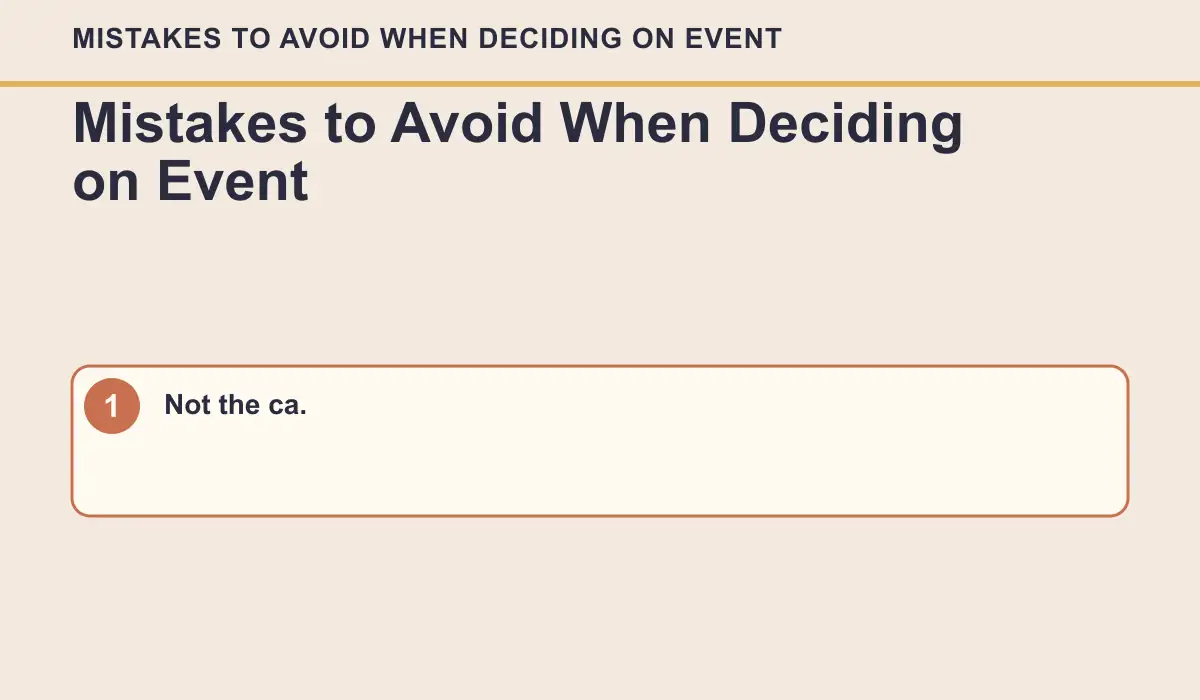 MISTAKES TO AVOID WHEN DECIDING ON EVENT
Mistakes to Avoid When Deciding
on Event
1
Not the ca.